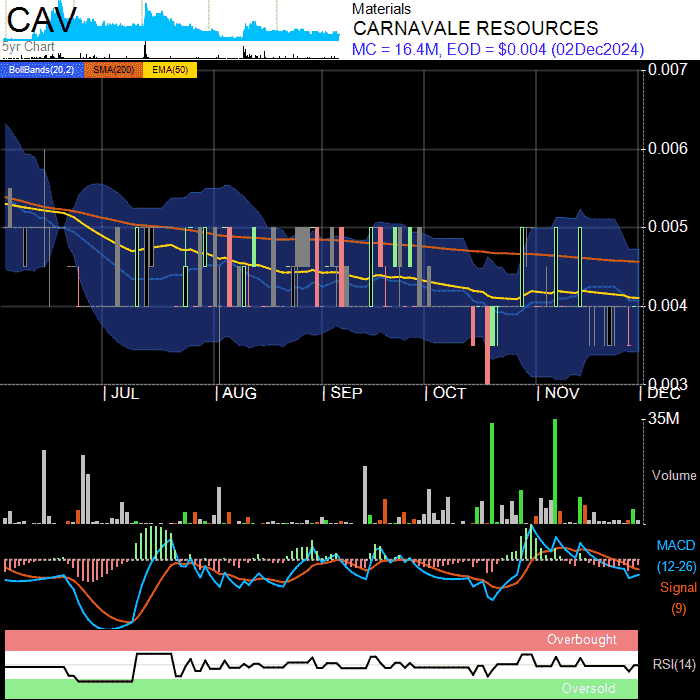 CAV
5yr Chart
Materials
CARNAVALE RESOURCES
MC = 16.4M, EOD = $0.004 (02Dec2024)
BollBands(20,2) SMA(200) EMA(50)
0.007
0.006
0.005
0.004
0.003
JUL AUG SEP OCT NOV DEC
35M
Volume
MACD
(12-26)
Signal
(9)
Overbought
RSI(14)
Oversold